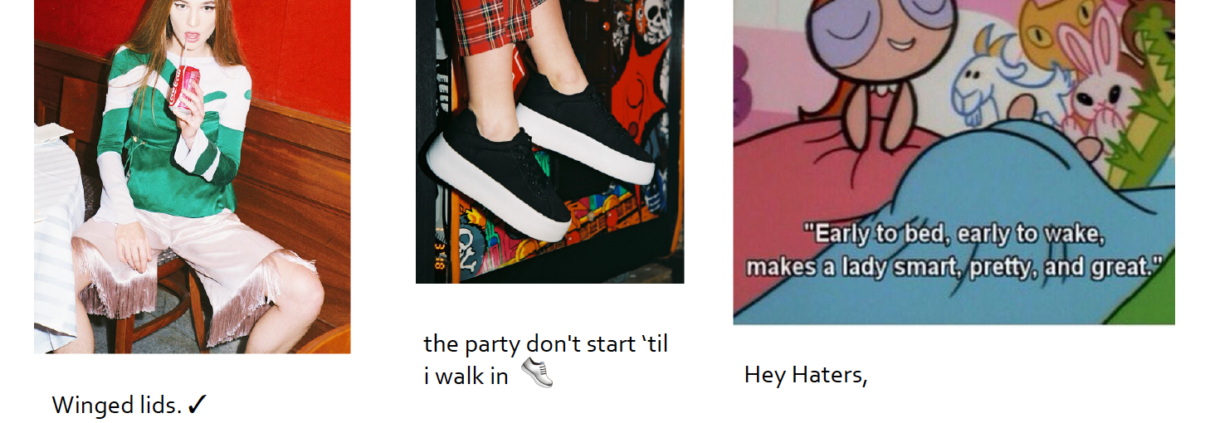 Winged lids. ✓
the party don't start ‘til
i walk in
"Early to bed, early to wake,
makes a lady smart, pretty, and great."
Hey Haters,